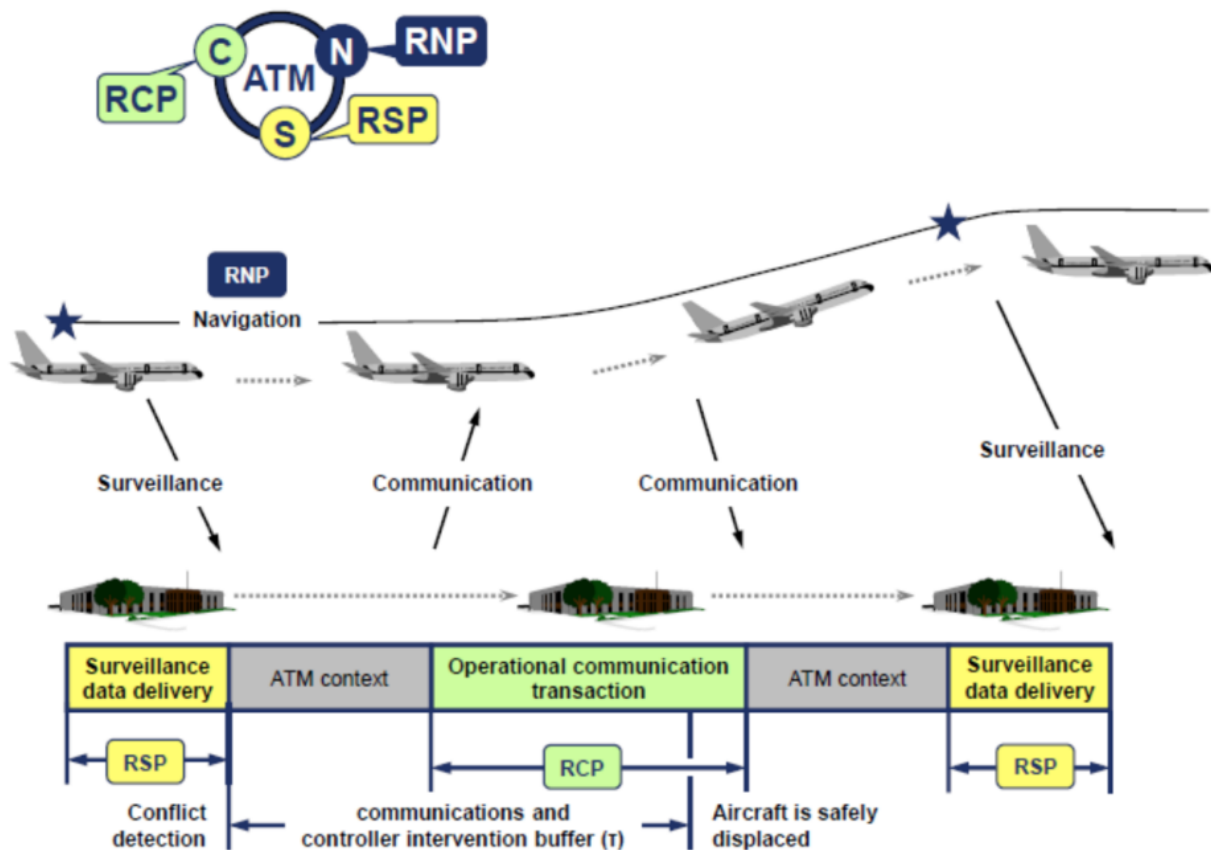 C
N
RNP
ATM
RCP
S
RSP
RNP
Navigation
Surveillance
Communication
Communication
Surveillance
Surveillance
data delivery
ATM context
Operational communication
transaction
ATM context
Surveillance
data delivery
RSP
RCP
RSP
Conflict
detection
communications and
controller intervention buffer (τ)
Aircraft is safely
displaced